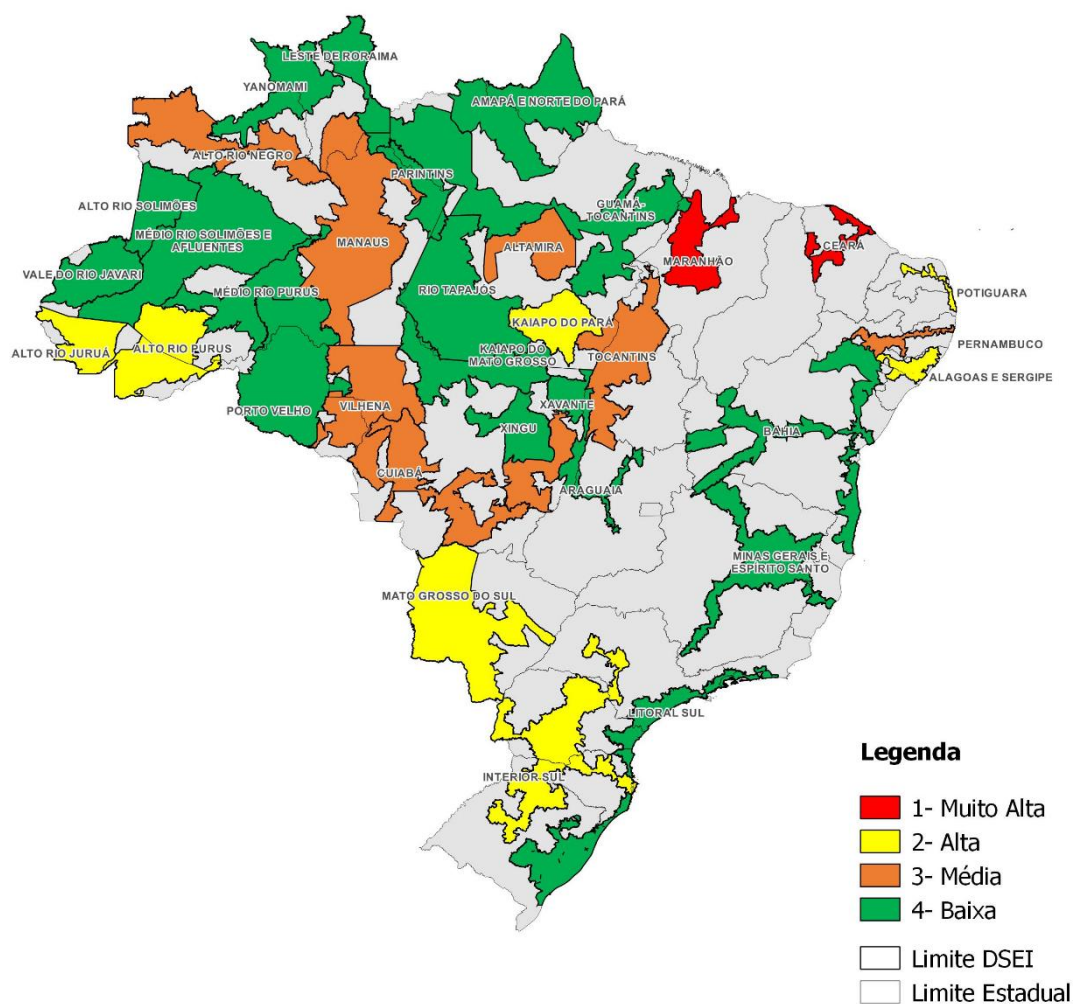 LESTE DE RORAIMA
YANOMAMI
AMAPÁ E NORTE DO PARÁ
ALTO RIO NEGRO
PARINTINS
ALTO RIO SOLIMÕES
GUAMÁ-
TOCANTINS
MÉDIO RIO SOLIMÕES E
AFLUENTES
MANAUS
ALTAMIRA
MARANHÃO
CEARÁ
VALE DO RIO JAVARI
MÉDIO RIO PURUS
RIO TAPAJÓS
POTIGUARA
KAIAPO DO PARÁ
ALTO RIO JURUÁ
ALTO RIO PURUS
KAIAPO DO
MATO GROSSO
TOCANTINS
PERNAMBUCO
ALAGOAS E SERGIPE
PORTO VELHO
VILHENA
XAVANTE
XINGU
BAHIA
CUIABÁ
ARAGUAIA
MINAS GERAIS E
ESPÍRITO SANTO
MATO GROSSO DO SUL
LITORAL SUL
INTERIOR SUL
Legenda
1- Muito Alta
2- Alta
3- Média
4- Baixa
Limite DSEI
Limite Estadual